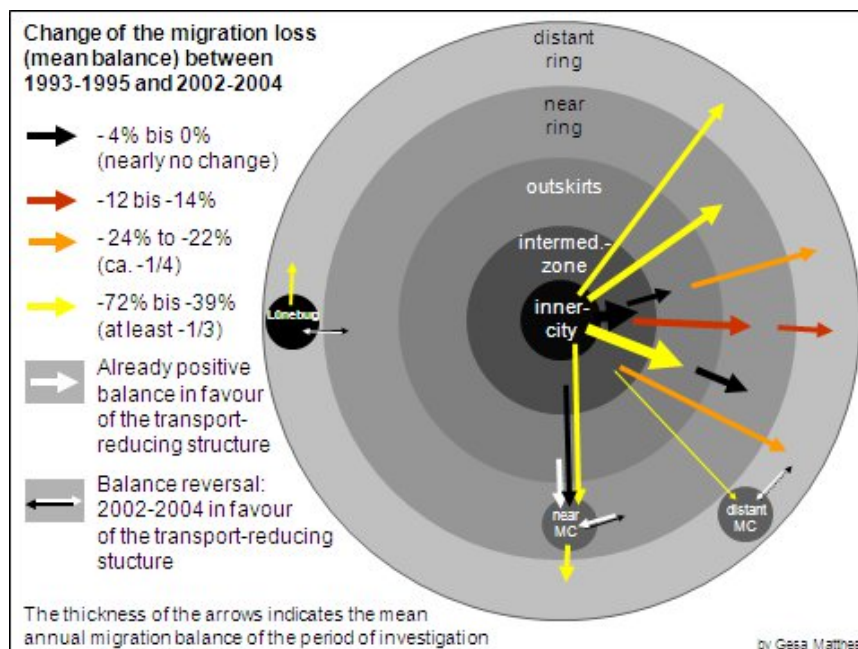 Change of the migration loss
(mean balance) between
1993-1995 and 2002-2004
- 4% bis 0%
(nearly no change)
-12 bis -14%
-24% to -22%
(ca. -1/4)
-72% bis -39%
(at least -1/3)
Already positive
balance in favour
of the transport-
reducing structure
Balance reversal:
2002-2004 in favour
of the transport-
reducing
stucture
The thickness of the arrows indicates the mean
annual migration balance of the period of investigation
distant
ring
near
ring
outskirts
intermed.-
zone
inner-
city
Lünebug
near
MC
distant
MC
by Gesa Matthes